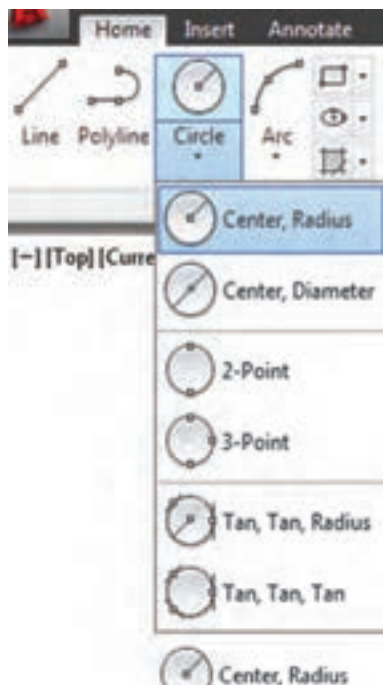 Home Insert Annotate
Line Polyline Circle Arc
Center, Radius
[−] [Top] [Curre
Center, Diameter
2-Point
3-Point
Tan, Tan, Radius
Tan, Tan, Tan
Center, Radius